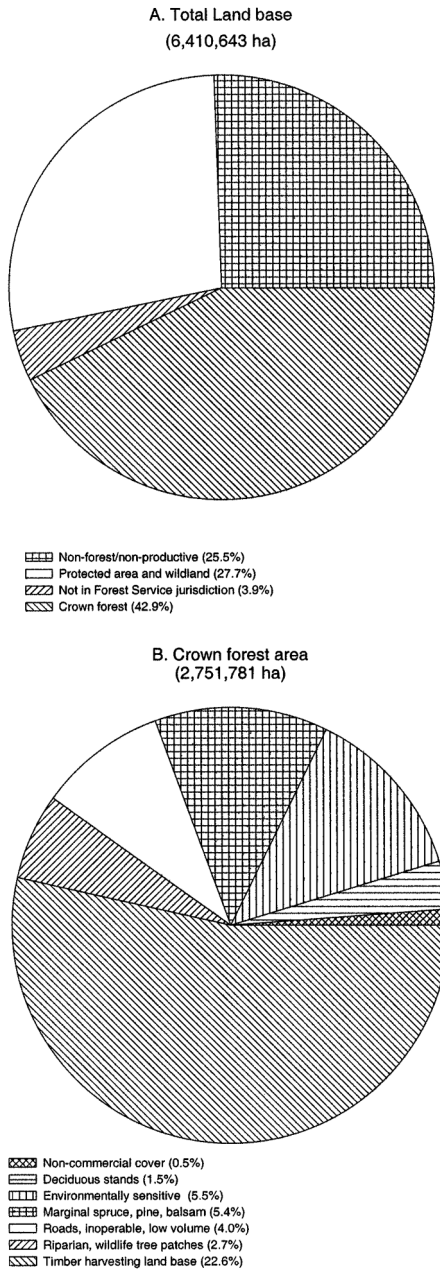 A. Total Land base
(6,410,643 ha)
Non-forest/non-productive (25.5%)
Protected area and wildland (27.7%)
Not in Forest Service jurisdiction (3.9%)
Crown forest (42.9%)
B. Crown forest area
(2,751,781 ha)
Non-commercial cover (0.5%)
Deciduous stands (1.5%)
Environmentally sensitive (5.5%)
Marginal spruce, pine, balsam (5.4%)
Roads, inoperable, low volume (4.0%)
Riparian, wildlife tree patches (2.7%)
Timber harvesting land base (22.6%)